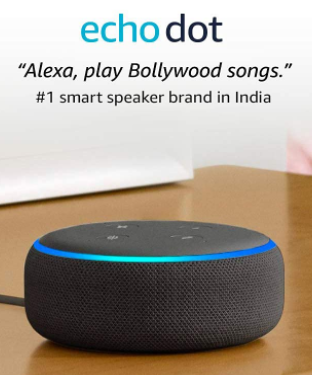 echo dot
“Alexa, play Bollywood songs.”
#1 smart speaker brand in India